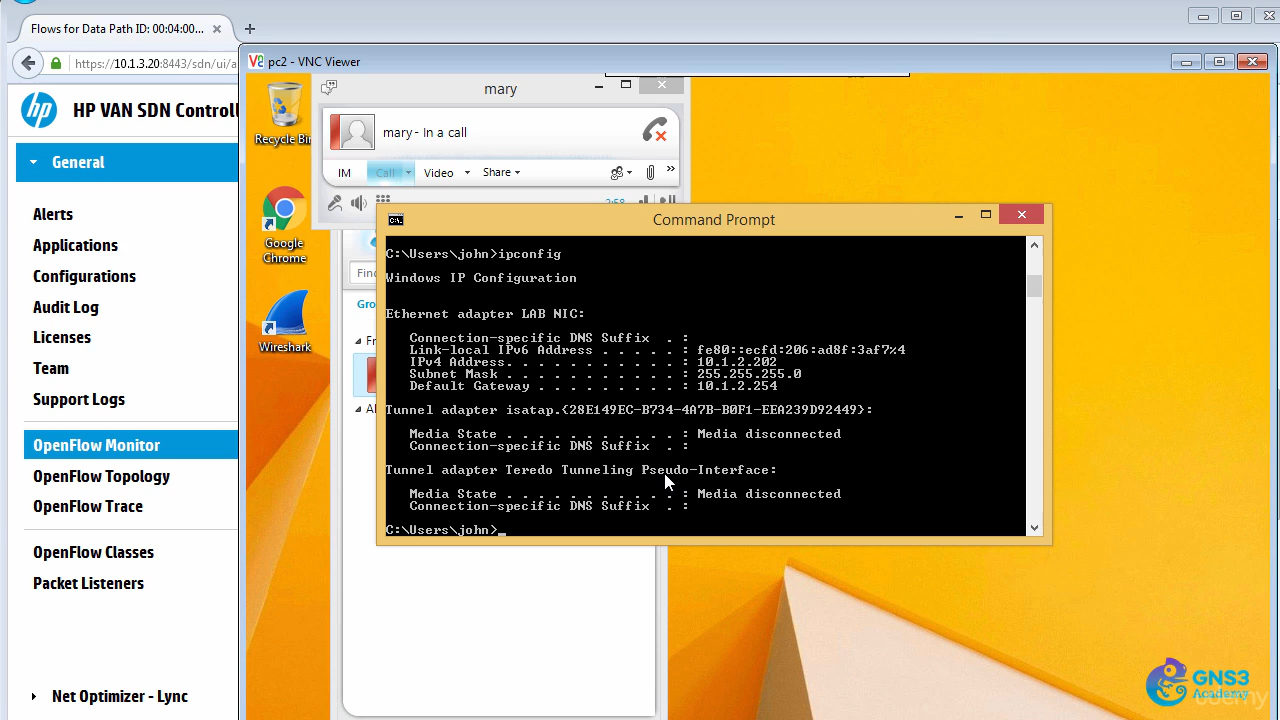 Flows for Data Path ID: 00:04:00...
https://10.1.3.20:8443/sdn/ui/a
hp
HP VAN SDN Controll
General
Alerts
Applications
Configurations
Audit Log
Licenses
Team
Support Logs
OpenFlow Monitor
OpenFlow Topology
OpenFlow Trace
OpenFlow Classes
Packet Listeners
Net Optimizer - Lync
pc2 - VNC Viewer
Recycle Bin
Google
Chrome
Wireshark
mary
mary - In a call
IM
Call
Video
Share
2:58
Find
Gro
Fr
Command Prompt
C:\Users\john>ipconfig
Windows IP Configuration
Ethernet adapter LAB NIC:
Connection-specific DNS Suffix . :
Link-local IPv6 Address . . . . . : fe80::ecfd:206:ad8f:3af7%4
IPv4 Address. . . . . . . . . . . : 10.1.2.202
Subnet Mask . . . . . . . . . . . : 255.255.255.0
Default Gateway . . . . . . . . . : 10.1.2.254
Tunnel adapter isatap.{28E149EC-B734-4A7B-B0F1-EEA239D92449}:
Media State . . . . . . . . . . . : Media disconnected
Connection-specific DNS Suffix . :
Tunnel adapter Teredo Tunneling Pseudo-Interface:
Media State . . . . . . . . . . . : Media disconnected
Connection-specific DNS Suffix . :
C:\Users\john>_
GNS3
Academy
udemy